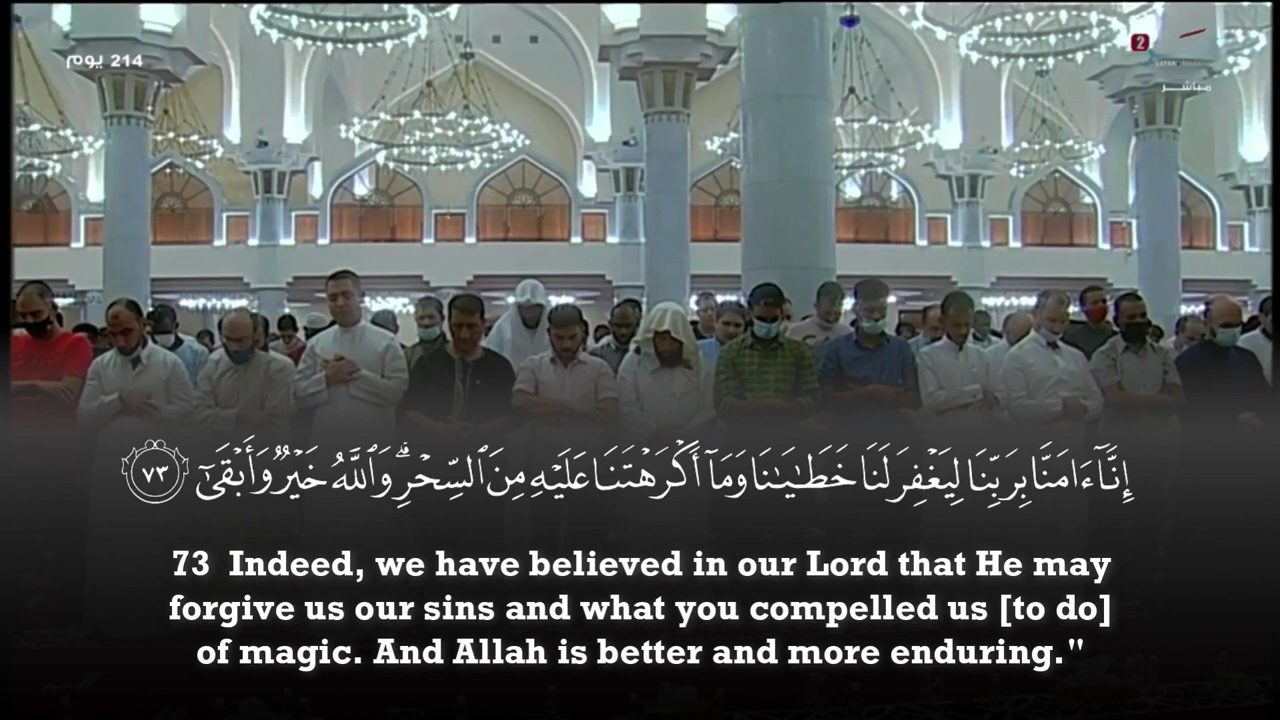 214 يوم
2
مباشر
إِنَّآ ءَامَنَّا بِرَبِّنَا لِيَغْفِرَ لَنَا خَطَٰيَٰنَا وَمَآ أَكْرَهْتَنَا عَلَيْهِ مِنَ ٱلسِّحْرِ ۗ وَٱللَّهُ خَيْرٌ وَأَبْقَىٰٓ ٧٣
73 Indeed, we have believed in our Lord that He may
forgive us our sins and what you compelled us [to do]
of magic. And Allah is better and more enduring."